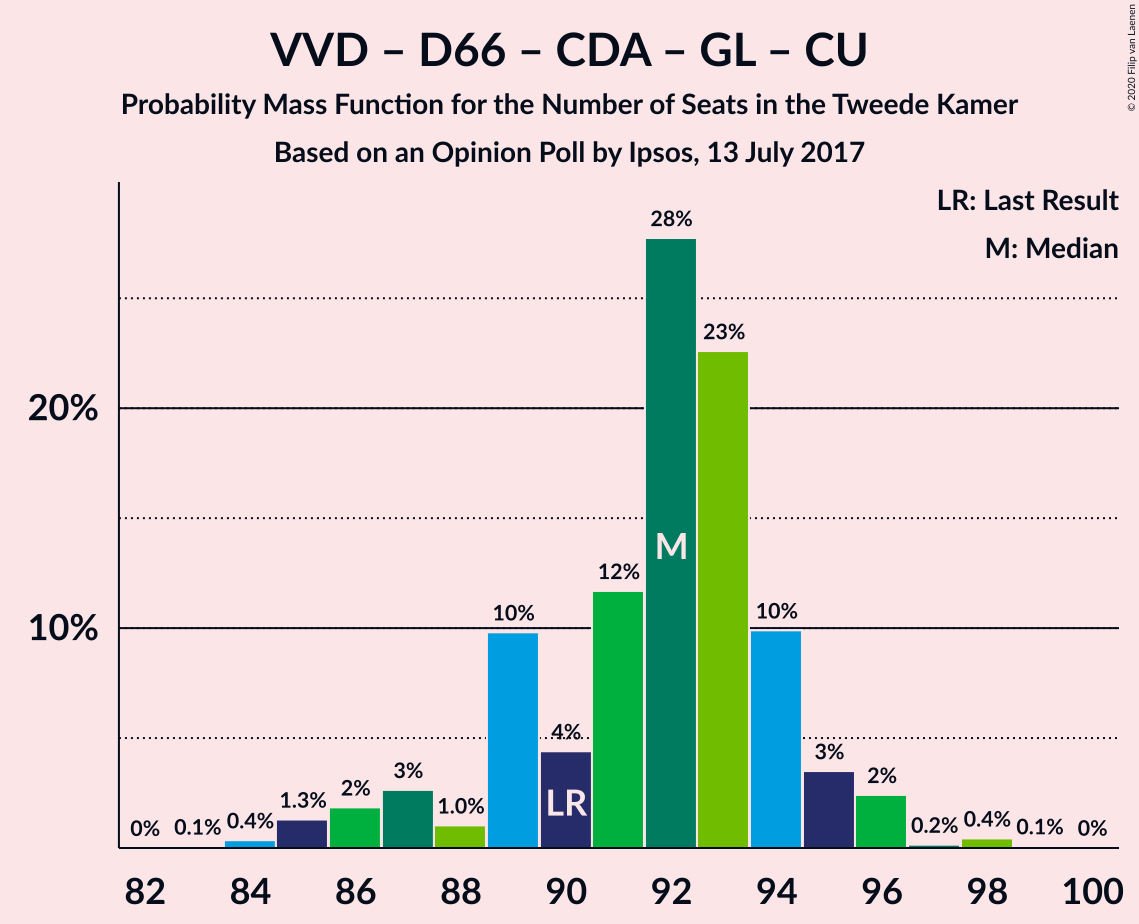 VVD – D66 – CDA – GL – CU
Probability Mass Function for the Number of Seats in the Tweede Kamer
Based on an Opinion Poll by Ipsos, 13 July 2017
© 2020 Filip van Laenen
LR: Last Result
M: Median
28%
23%
20%
M
12%
10%
10%
10%
4%
3%
3%
2%
2%
LR
1.3%
1.0%
0%
0.1%
0.4%
0.2%
0.4%
0.1%
0%
82 84 86 88 90 92 94 96 98 100